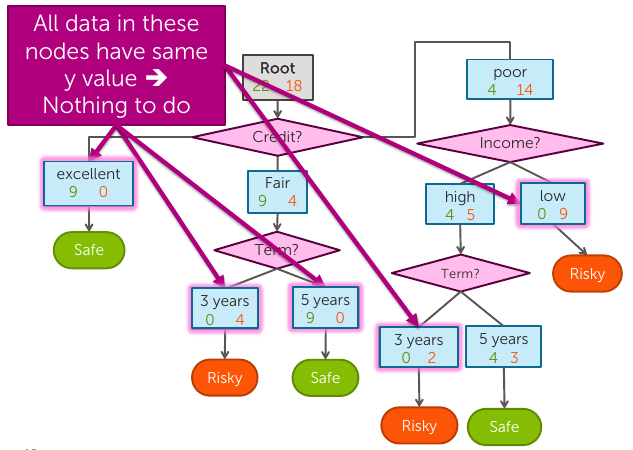 All data in these
nodes have same
y value ➔
Nothing to do
Root
22 18
poor
4 14
Credit?
Income?
excellent
9 0
Fair
9 4
high
4 5
low
0 9
Safe
Term?
Term?
Risky
3 years
0 4
5 years
9 0
3 years
0 2
5 years
4 3
Risky
Safe
Risky
Safe